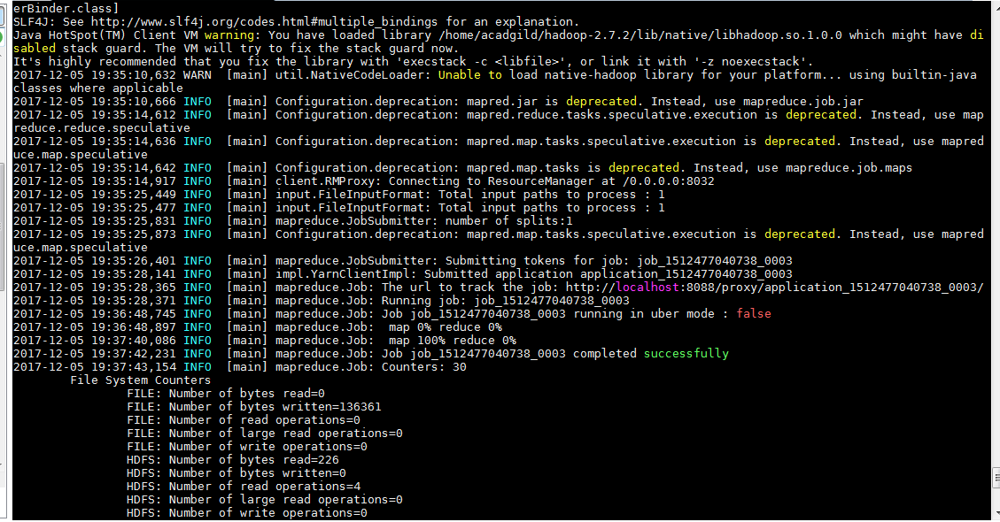 erBinder.class]
SLF4J: See http://www.slf4j.org/codes.html#multiple_bindings for an explanation.
Java HotSpot(TM) Client VM warning: You have loaded library /home/acadgild/hadoop-2.7.2/lib/native/libhadoop.so.1.0.0 which might have di
sabled stack guard. The VM will try to fix the stack guard now.
It's highly recommended that you fix the library with 'execstack -c <libfile>', or link it with '-z noexecstack'.
2017-12-05 19:35:10,632 WARN  [main] util.NativeCodeLoader: Unable to load native-hadoop library for your platform... using builtin-java
classes where applicable
2017-12-05 19:35:10,666 INFO  [main] Configuration.deprecation: mapred.jar is deprecated. Instead, use mapreduce.job.jar
2017-12-05 19:35:14,612 INFO  [main] Configuration.deprecation: mapred.reduce.tasks.speculative.execution is deprecated. Instead, use map
reduce.reduce.speculative
2017-12-05 19:35:14,636 INFO  [main] Configuration.deprecation: mapred.map.tasks.speculative.execution is deprecated. Instead, use mapred
uce.map.speculative
2017-12-05 19:35:14,642 INFO  [main] Configuration.deprecation: mapred.map.tasks is deprecated. Instead, use mapreduce.job.maps
2017-12-05 19:35:14,917 INFO  [main] client.RMProxy: Connecting to ResourceManager at /0.0.0.0:8032
2017-12-05 19:35:25,449 INFO  [main] input.FileInputFormat: Total input paths to process : 1
2017-12-05 19:35:25,477 INFO  [main] input.FileInputFormat: Total input paths to process : 1
2017-12-05 19:35:25,831 INFO  [main] mapreduce.JobSubmitter: number of splits:1
2017-12-05 19:35:25,873 INFO  [main] Configuration.deprecation: mapred.map.tasks.speculative.execution is deprecated. Instead, use mapred
uce.map.speculative
2017-12-05 19:35:26,401 INFO  [main] mapreduce.JobSubmitter: Submitting tokens for job: job_1512477040738_0003
2017-12-05 19:35:28,141 INFO  [main] impl.YarnClientImpl: Submitted application application_1512477040738_0003
2017-12-05 19:35:28,365 INFO  [main] mapreduce.Job: The url to track the job: http://localhost:8088/proxy/application_1512477040738_0003/
2017-12-05 19:35:28,371 INFO  [main] mapreduce.Job: Running job: job_1512477040738_0003
2017-12-05 19:36:48,745 INFO  [main] mapreduce.Job: Job job_1512477040738_0003 running in uber mode : false
2017-12-05 19:36:48,897 INFO  [main] mapreduce.Job:  map 0% reduce 0%
2017-12-05 19:37:40,086 INFO  [main] mapreduce.Job:  map 100% reduce 0%
2017-12-05 19:37:42,231 INFO  [main] mapreduce.Job: Job job_1512477040738_0003 completed successfully
2017-12-05 19:37:43,154 INFO  [main] mapreduce.Job: Counters: 30
File System Counters
FILE: Number of bytes read=0
FILE: Number of bytes written=136361
FILE: Number of read operations=0
FILE: Number of large read operations=0
FILE: Number of write operations=0
HDFS: Number of bytes read=226
HDFS: Number of bytes written=0
HDFS: Number of read operations=4
HDFS: Number of large read operations=0
HDFS: Number of write operations=0